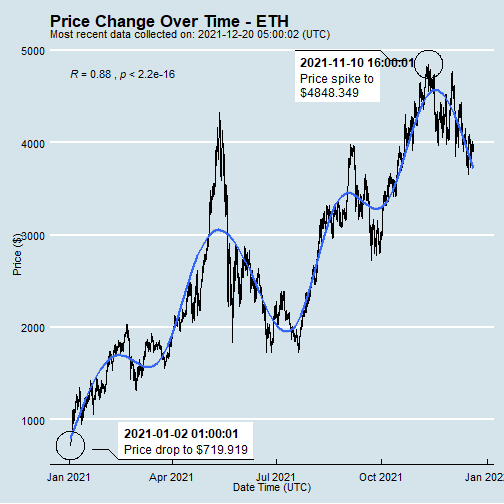 Price Change Over Time - ETH
Most recent data collected on: 2021-12-20 05:00:02 (UTC)
5000
R = 0.88 , p < 2.2e-16
2021-11-10 16:00:01
Price spike to
$4848.349
4000
3000
Price ($)
2000
1000
2021-01-02 01:00:01
Price drop to $719.919
Jan 2021
Apr 2021
Jul 2021
Oct 2021
Jan 202
Date Time (UTC)